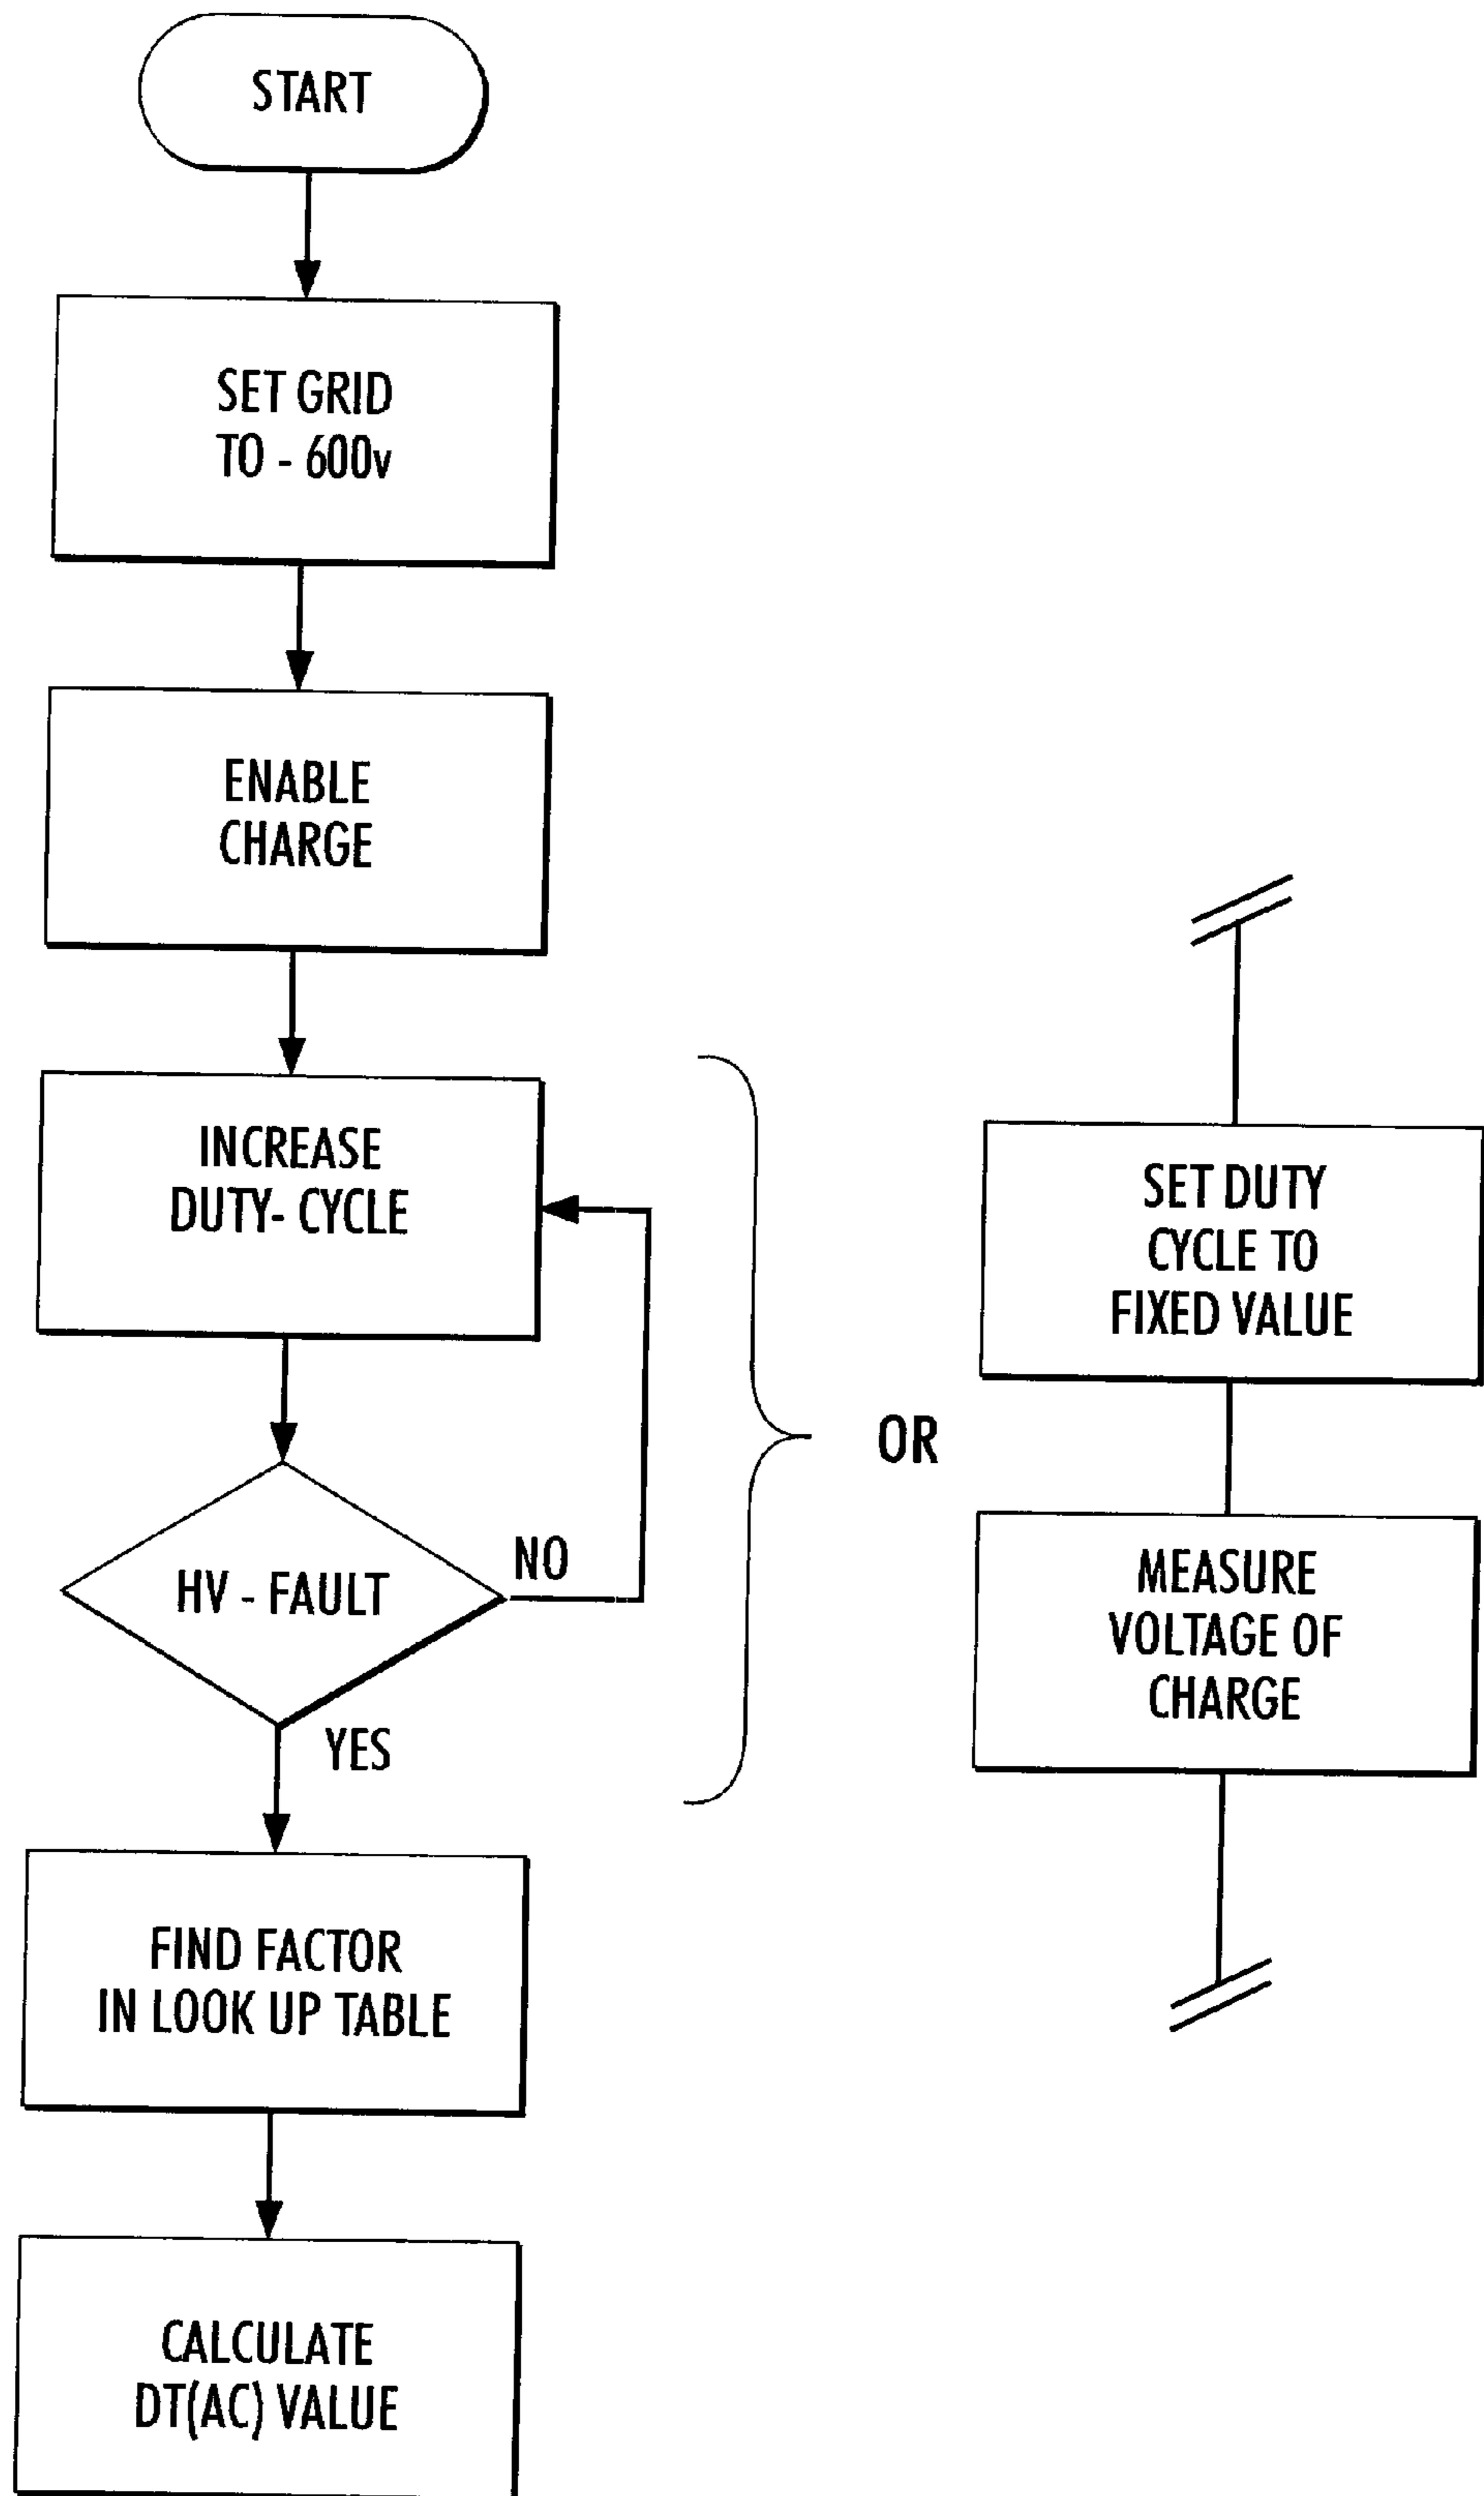 START
SET GRID
TO - 600v
ENABLE
CHARGE
INCREASE
DUTY- CYCLE
HV - FAULT
NO
YES
FIND FACTOR
IN LOOK UP TABLE
CALCULATE
DT(AC) VALUE
OR
SET DUTY
CYCLE TO
FIXED VALUE
MEASURE
VOLTAGE OF
CHARGE